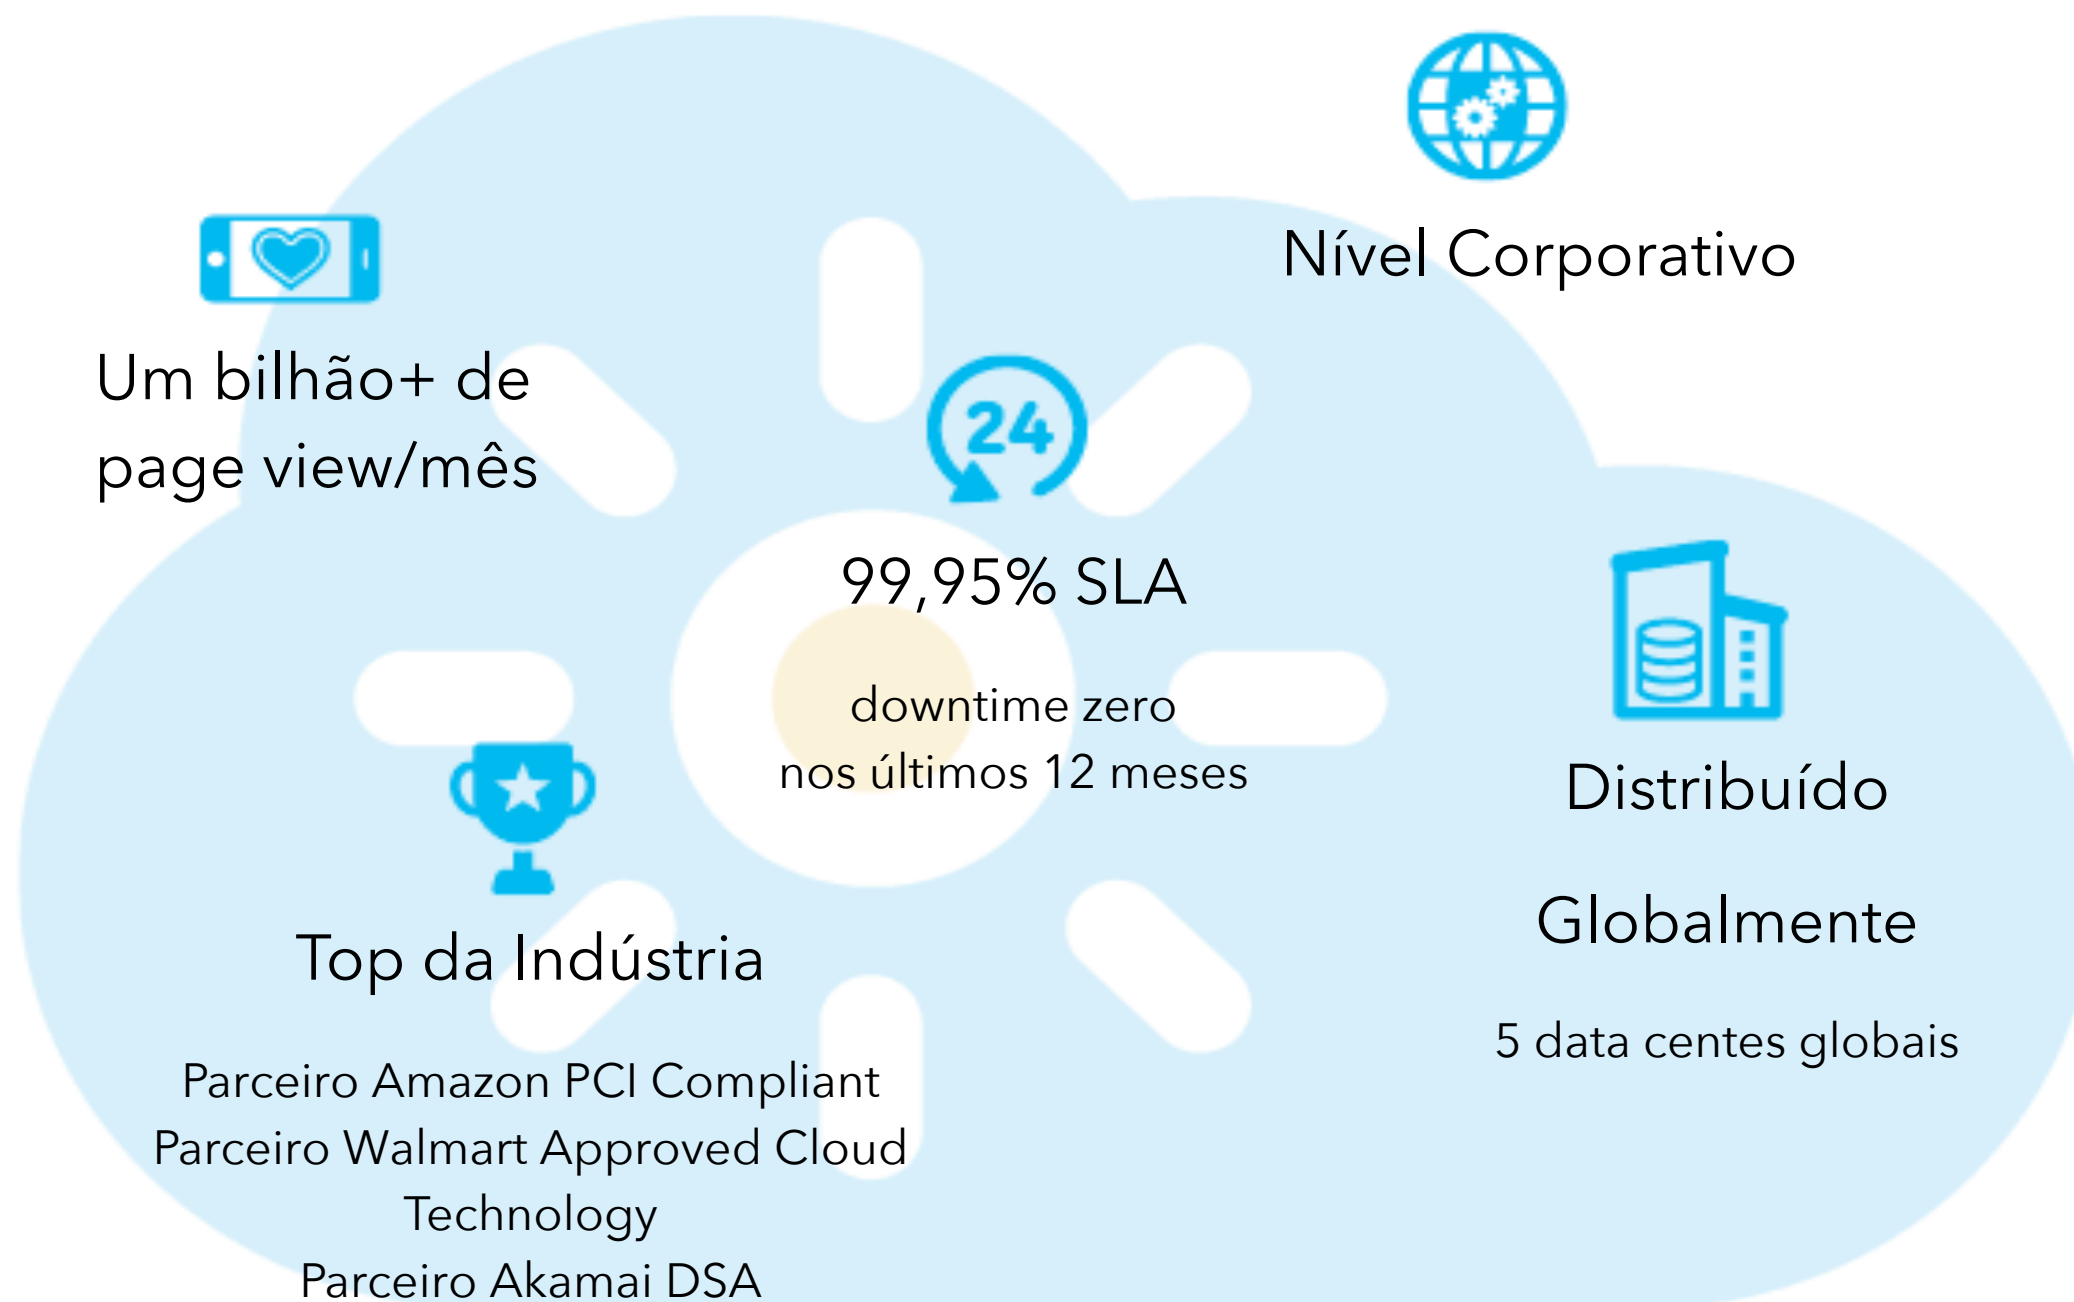 Nível Corporativo
Um bilhão+ de
page view/mês
24
99,95% SLA
downtime zero
nos últimos 12 meses
Distribuído
Globalmente
5 data centes globais
Top da Indústria
Parceiro Amazon PCI Compliant
Parceiro Walmart Approved Cloud
Technology
Parceiro Akamai DSA